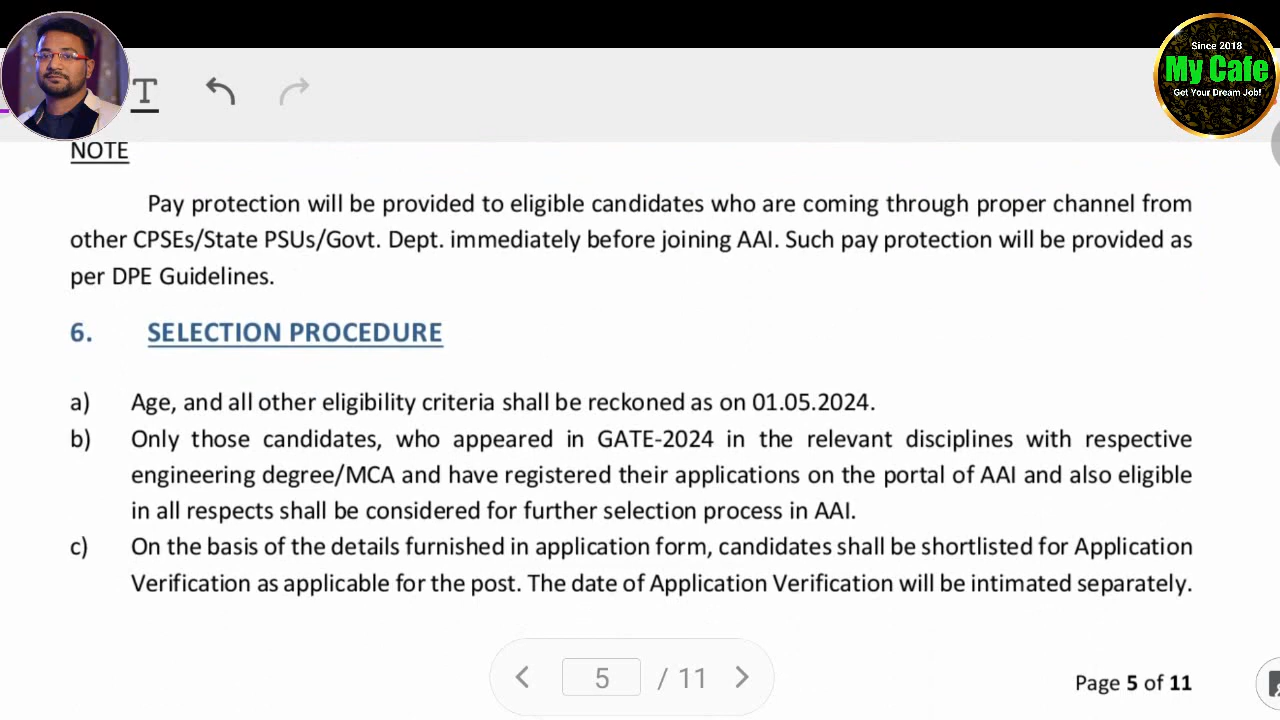 Since 2018
My Cafe
Get Your Dream Job!
T
NOTE
Pay protection will be provided to eligible candidates who are coming through proper channel from
other CPSEs/State PSUs/Govt. Dept. immediately before joining AAI. Such pay protection will be provided as
per DPE Guidelines.
6. SELECTION PROCEDURE
a) Age, and all other eligibility criteria shall be reckoned as on 01.05.2024.
b) Only those candidates, who appeared in GATE-2024 in the relevant disciplines with respective
engineering degree/MCA and have registered their applications on the portal of AAI and also eligible
in all respects shall be considered for further selection process in AAI.
c) On the basis of the details furnished in application form, candidates shall be shortlisted for Application
Verification as applicable for the post. The date of Application Verification will be intimated separately.
5 / 11
Page 5 of 11